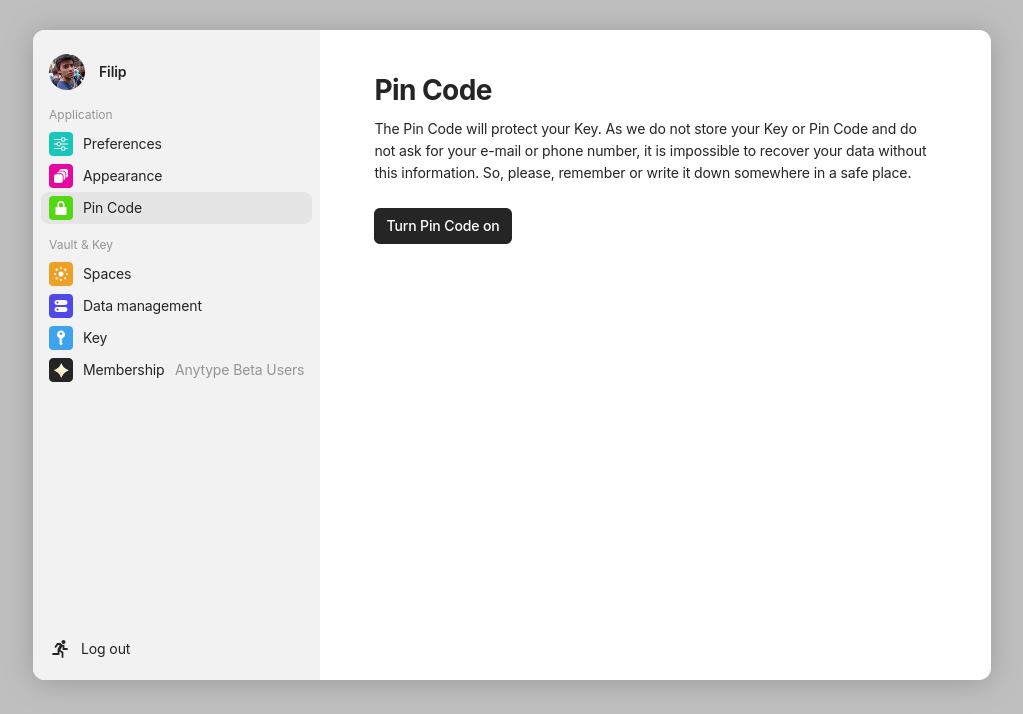 Filip
Application
Preferences
Appearance
Pin Code
Vault & Key
Spaces
Data management
Key
Membership Anytype Beta Users
Log out
Pin Code
The Pin Code will protect your Key. As we do not store your Key or Pin Code and do
not ask for your e-mail or phone number, it is impossible to recover your data without
this information. So, please, remember or write it down somewhere in a safe place.
Turn Pin Code on